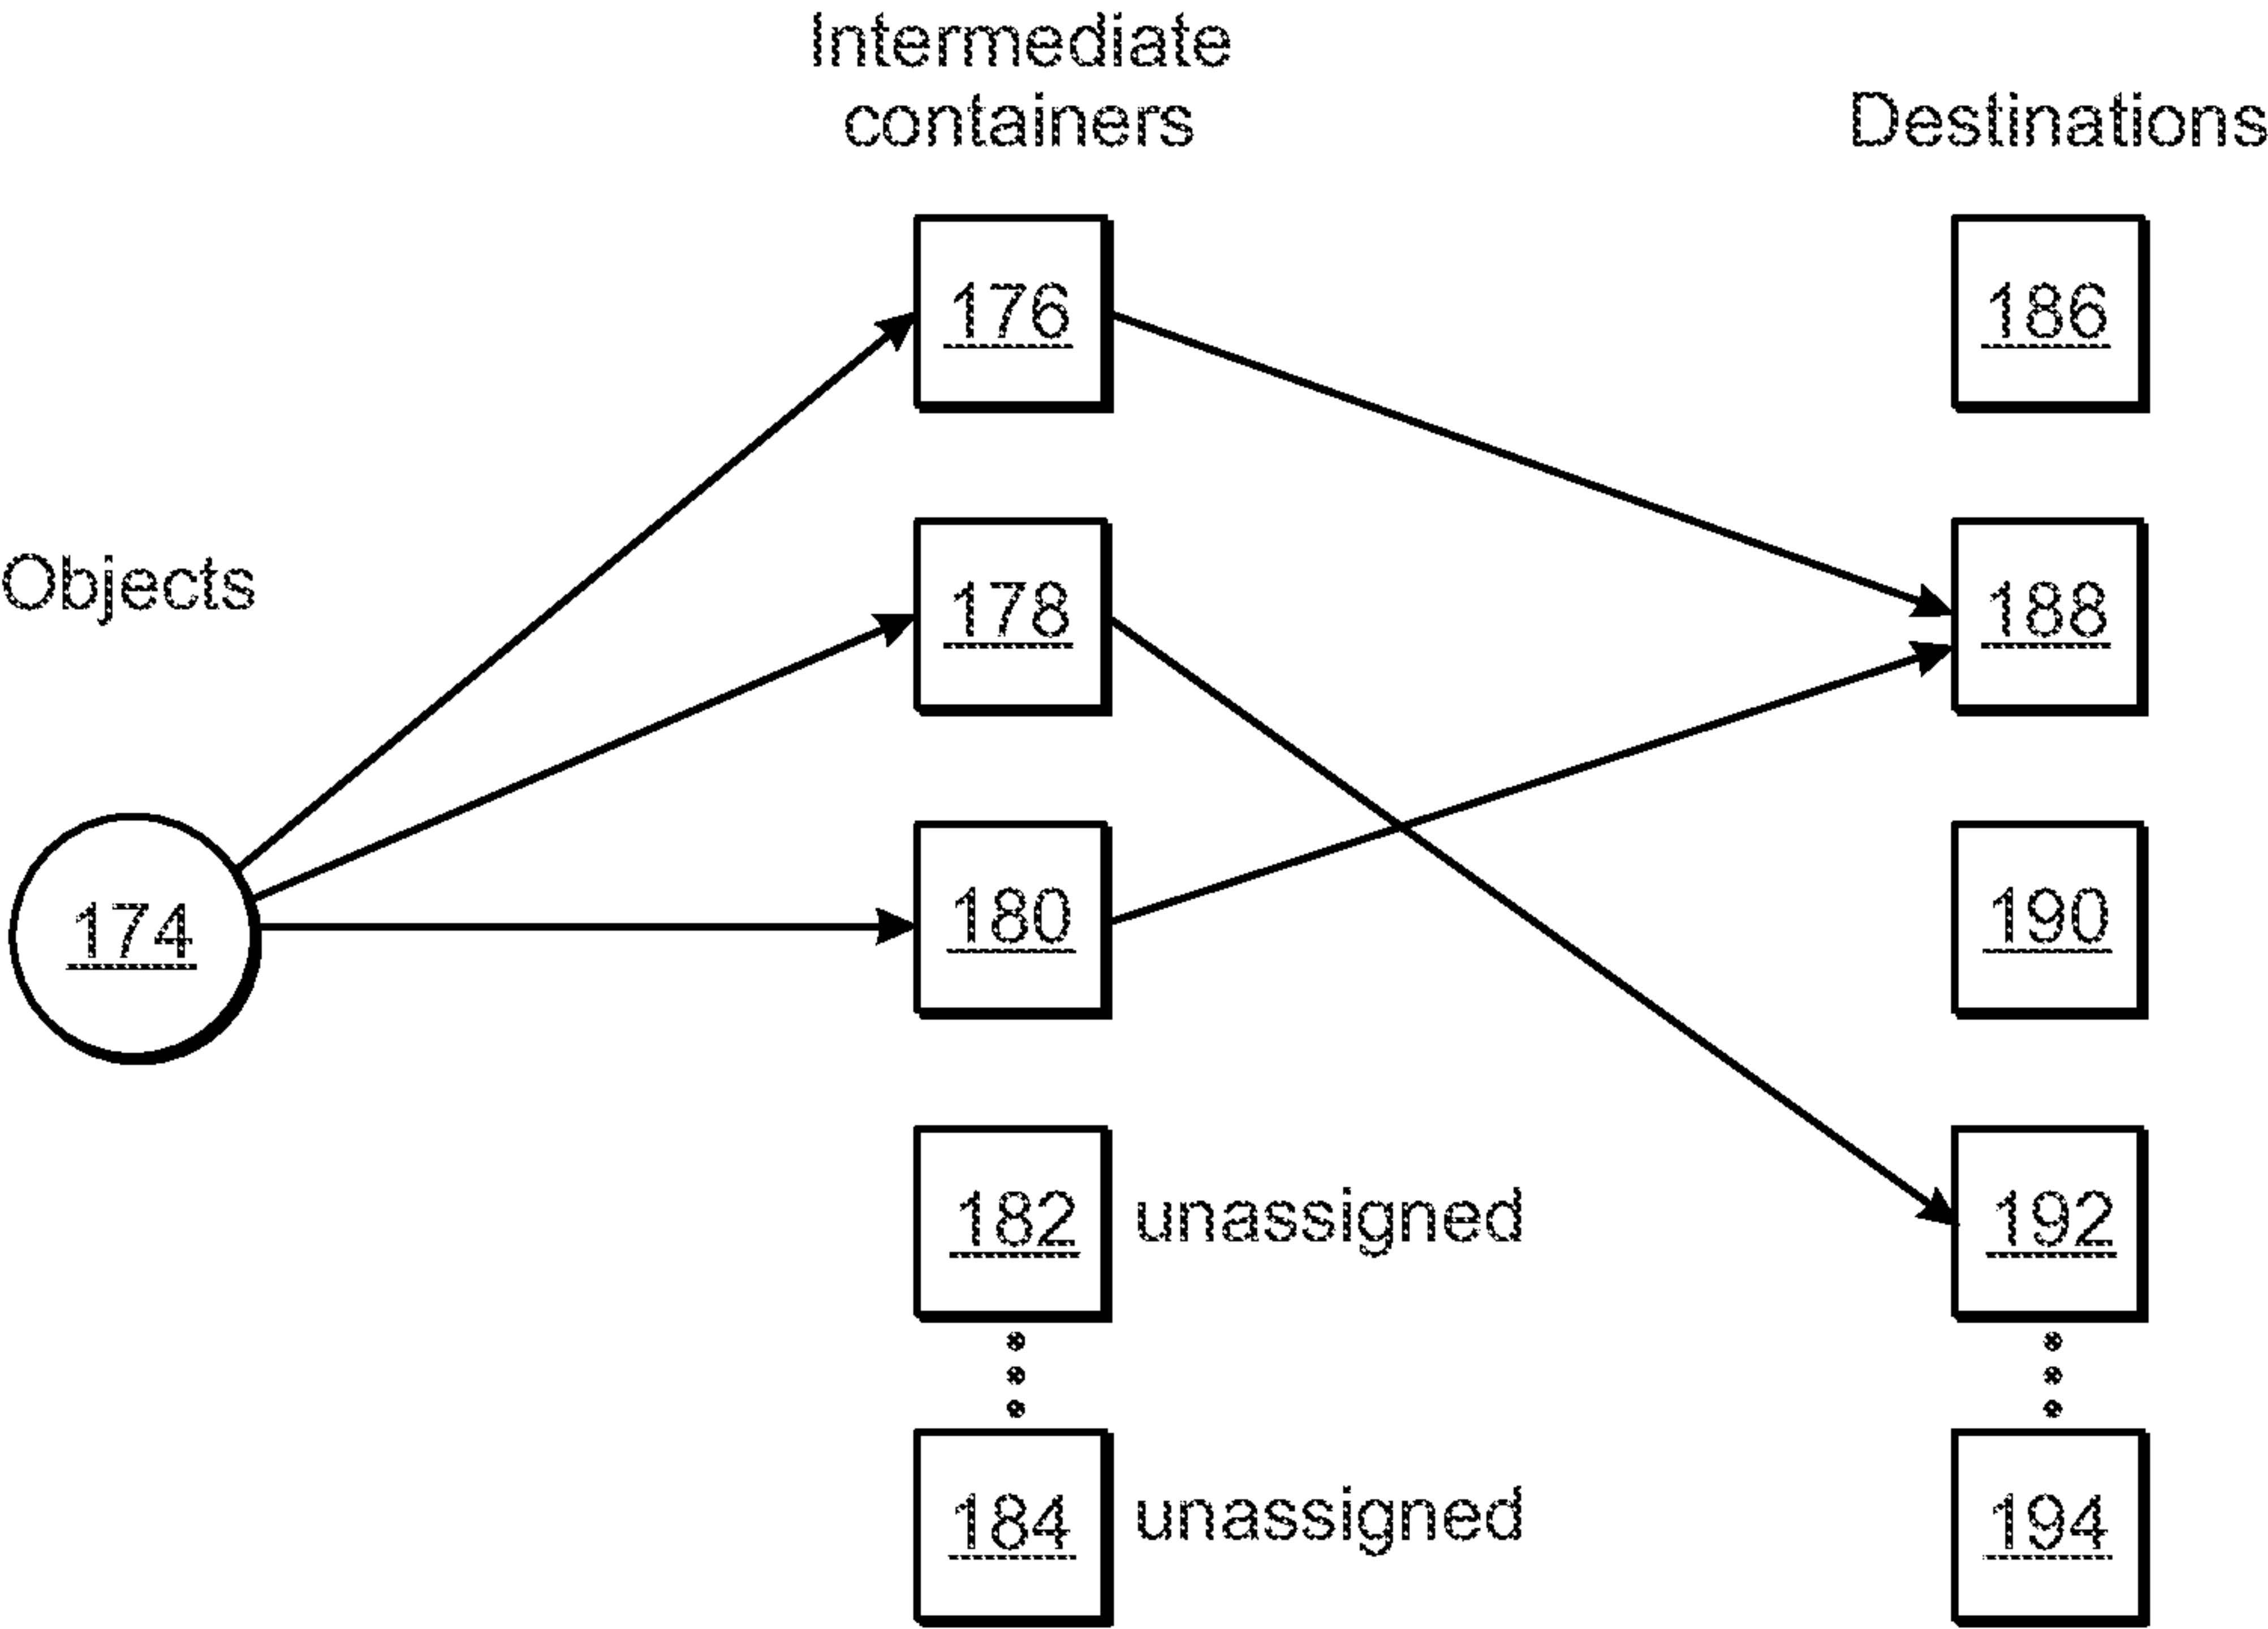 Intermediate
containers
Destinations
176
186
Objects
178
188
174
180
190
182 unassigned
192
184 unassigned
194